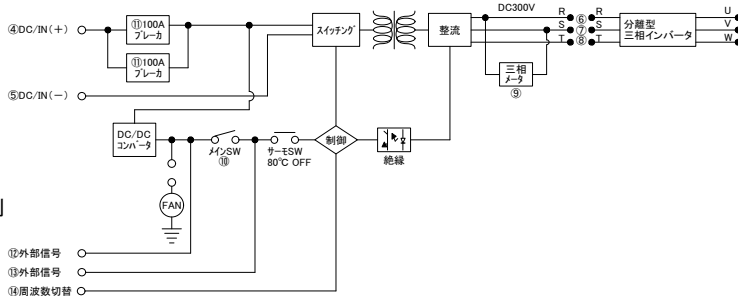 ④DC/IN(+)
⑪100A
ブレーカ
⑪100A
ブレーカ
スイッチング
整流
DC300V
R ⑥ R
S ⑦ S
T ⑧ T
三相
メータ
⑨
分離型
三相インバータ
U
V
W
⑤DC/IN(-)
DC/DC
コンバータ
メインSW
⑩
サーモSW
80℃ OFF
制御
絶縁
FAN
⑫外部信号
⑬外部信号
⑭周波数切替